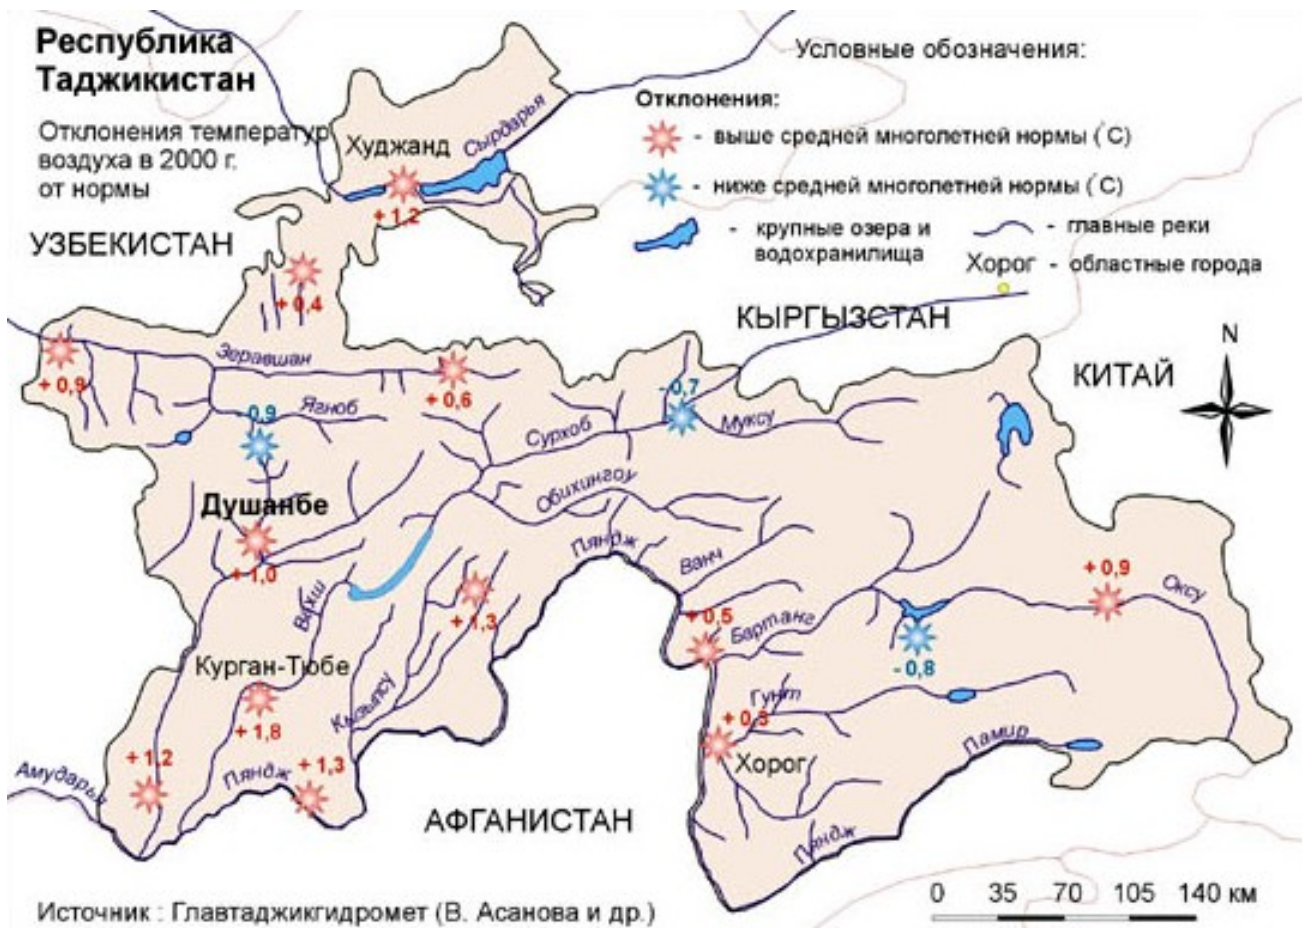 Республика
Таджикистан
Отклонения температур
воздуха в 2000 г.
от нормы
Условные обозначения:
Отклонения:
- выше средней многолетней нормы (˚С)
- ниже средней многолетней нормы (˚С)
- крупные озера и
водохранилища
- главные реки
Хорог - областные города
Худжанд
Сырдарья
+ 1,2
УЗБЕКИСТАН
+ 0,4
КЫРГЫЗСТАН
N
КИТАЙ
Зеравшан
+ 0,9
+ 0,6
- 0,7
Ягноб
- 0,9
Сурхоб
Муксу
Душанбе
Обихингоу
+ 1,0
Пяндж
Ванч
+ 0,9
Оксу
Вахш
+ 1,3
+ 0,5
Бартанг
- 0,8
Курган-Тюбе
Кызылсу
+ 1,8
Гунт
+ 0,3
Хорог
Памир
+ 1,2
Пяндж
+ 1,3
Амударья
АФГАНИСТАН
Пяндж
0 35 70 105 140 км
Источник : Главтаджикгидромет (В. Асанова и др.)